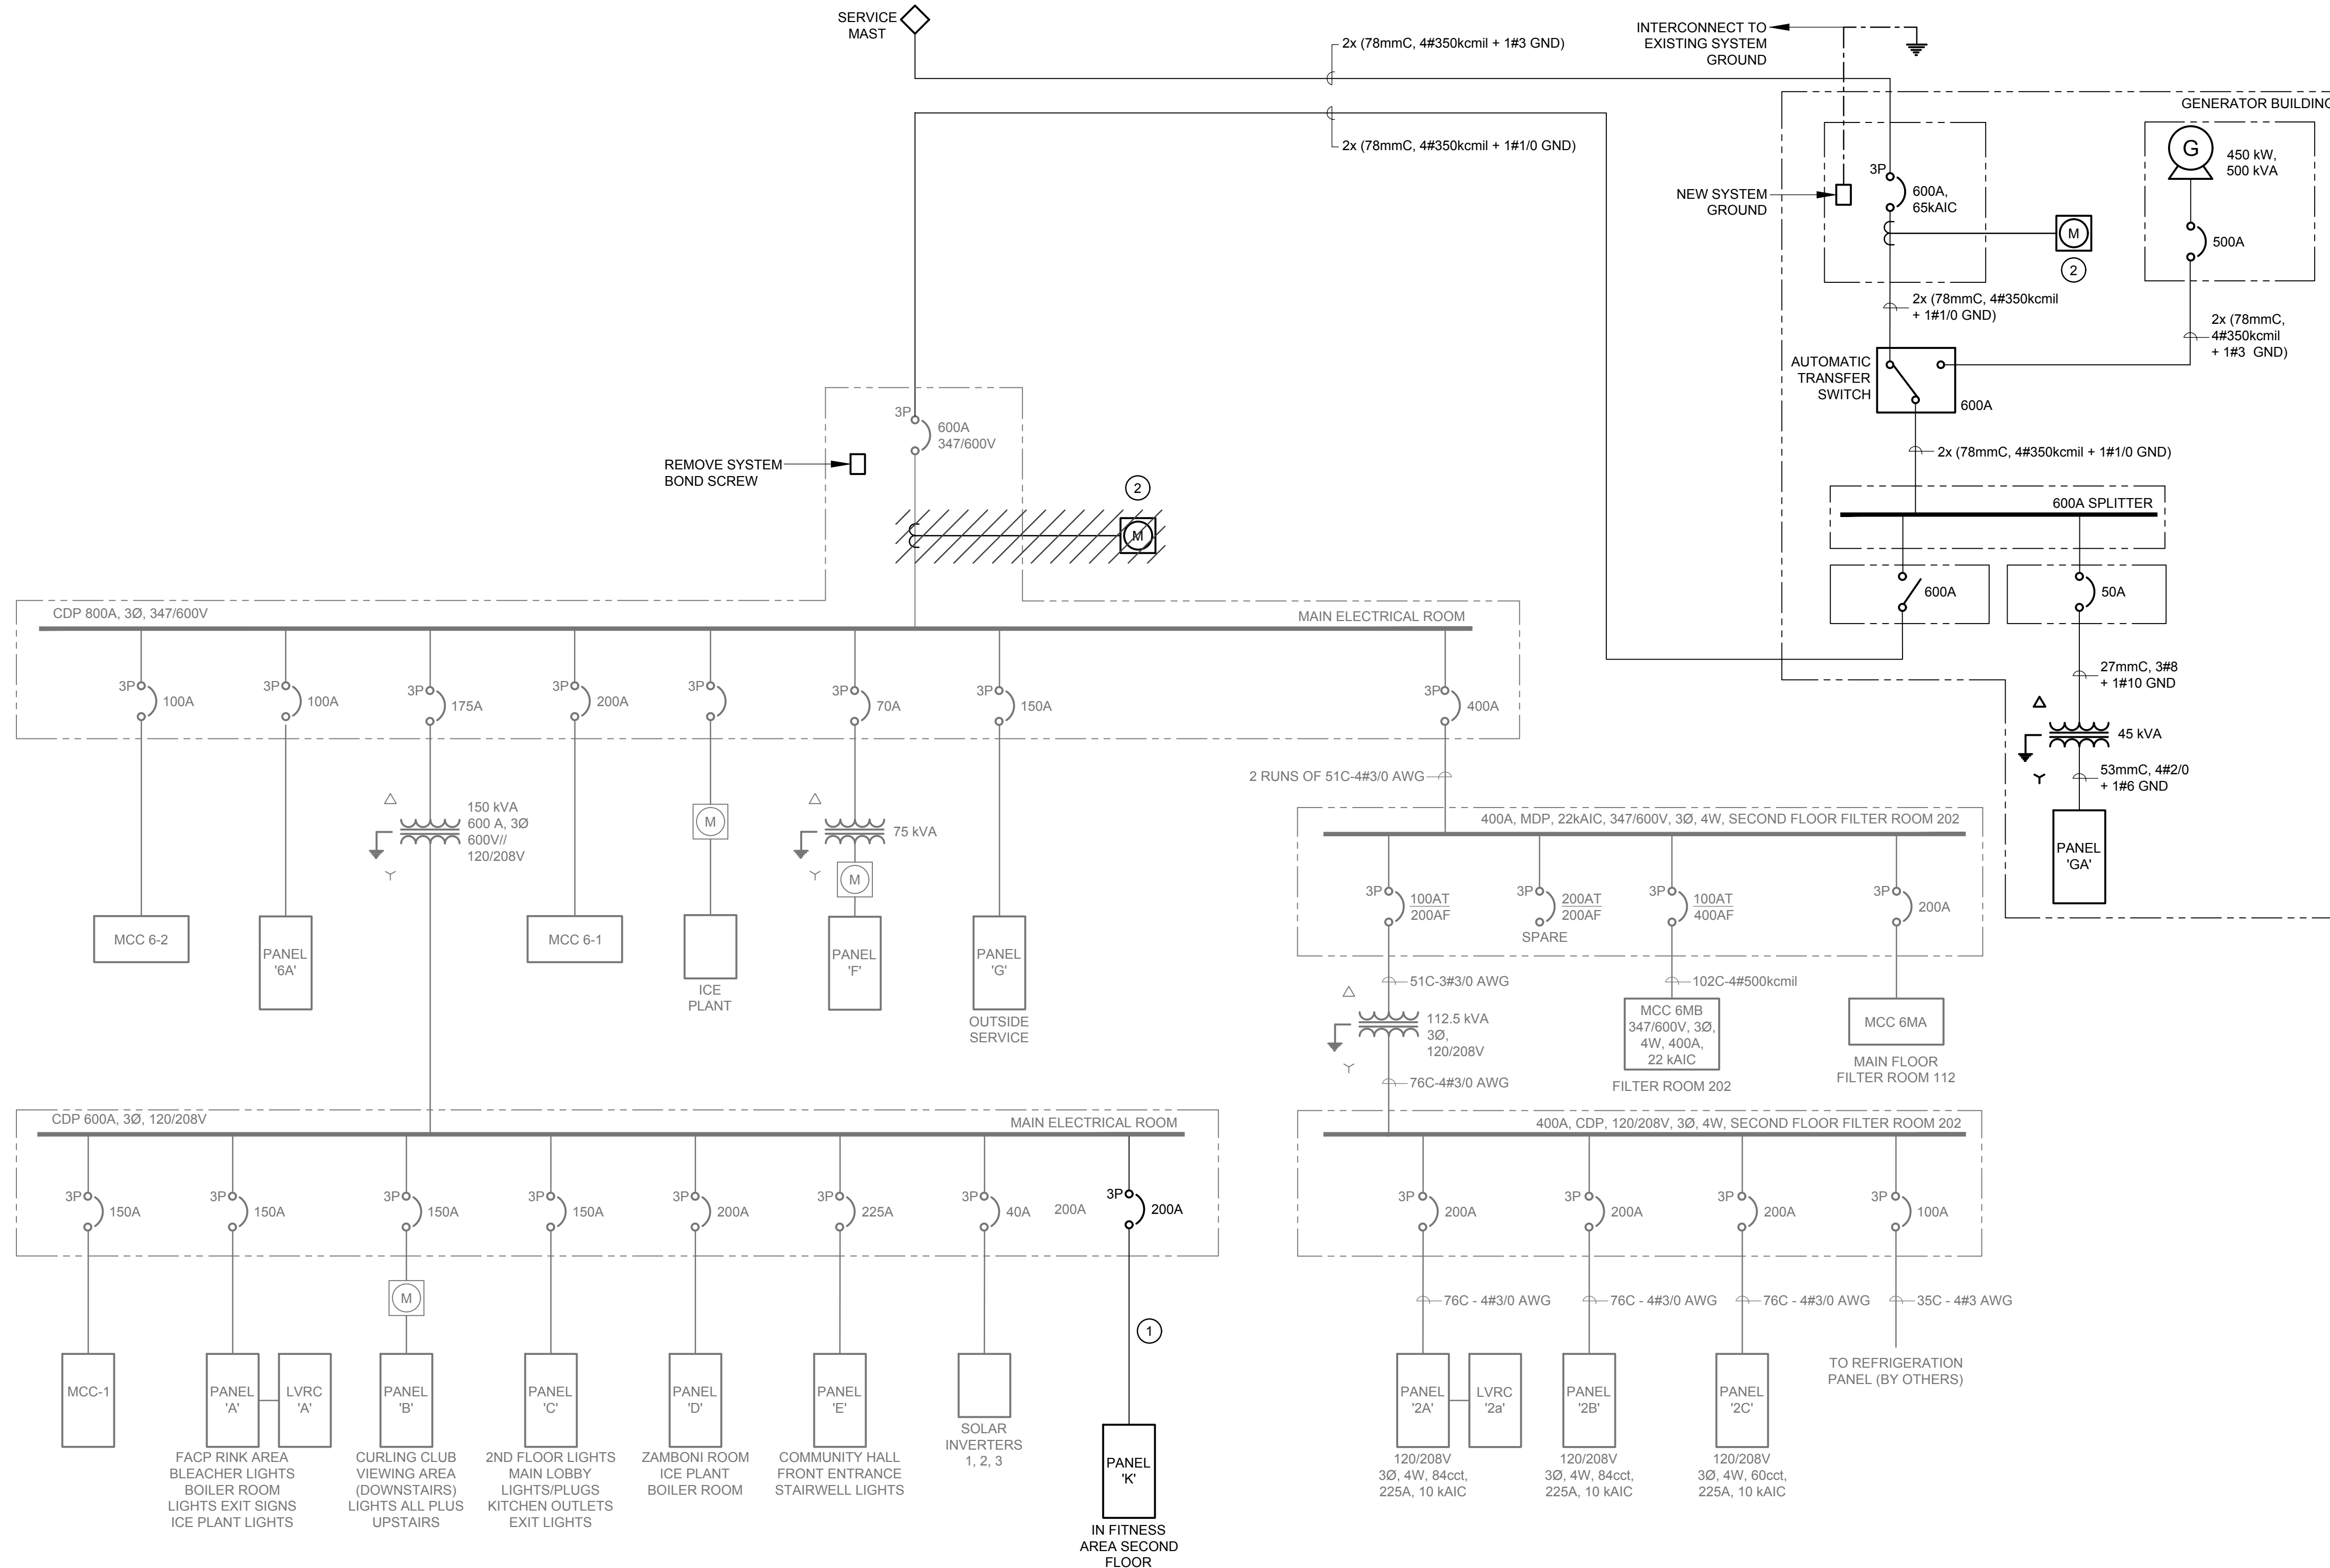 SERVICE
MAST
2x (78mmC, 4#350kcmil + 1#3 GND)
2x (78mmC, 4#350kcmil + 1#1/0 GND)
INTERCONNECT TO
EXISTING SYSTEM
GROUND
GENERATOR BUILDING
NEW SYSTEM
GROUND
3P
600A,
65kAIC
M
2
G
450 kW,
500 kVA
500A
2x (78mmC, 4#350kcmil
+ 1#1/0 GND)
2x (78mmC,
4#350kcmil
+ 1#3 GND)
AUTOMATIC
TRANSFER
SWITCH
600A
2x (78mmC, 4#350kcmil + 1#1/0 GND)
600A SPLITTER
600A
50A
27mmC, 3#8
+ 1#10 GND
Δ
45 kVA
Y
53mmC, 4#2/0
+ 1#6 GND
PANEL
'GA'
3P
600A
347/600V
REMOVE SYSTEM
BOND SCREW
2
M
CDP 800A, 3Ø, 347/600V
MAIN ELECTRICAL ROOM
3P
100A
3P
100A
3P
175A
3P
200A
3P
3P
70A
3P
150A
3P
400A
Δ
150 kVA
600 A, 3Ø
600V//
120/208V
Y
M
Δ
75 kVA
Y
M
MCC 6-2
PANEL
'6A'
MCC 6-1
ICE
PLANT
PANEL
'F'
PANEL
'G'
OUTSIDE
SERVICE
2 RUNS OF 51C-4#3/0 AWG
400A, MDP, 22kAIC, 347/600V, 3Ø, 4W, SECOND FLOOR FILTER ROOM 202
3P
100AT
200AF
3P
200AT
200AF
SPARE
3P
100AT
400AF
3P
200A
51C-3#3/0 AWG
Δ
112.5 kVA
3Ø,
120/208V
Y
76C-4#3/0 AWG
102C-4#500kcmil
MCC 6MB
347/600V, 3Ø,
4W, 400A,
22 kAIC
FILTER ROOM 202
MCC 6MA
MAIN FLOOR
FILTER ROOM 112
CDP 600A, 3Ø, 120/208V
MAIN ELECTRICAL ROOM
3P
150A
3P
150A
3P
150A
3P
150A
3P
200A
3P
225A
3P
40A
200A
3P
200A
M
1
MCC-1
PANEL
'A'
LVRC
'A'
FACP RINK AREA
BLEACHER LIGHTS
BOILER ROOM
LIGHTS EXIT SIGNS
ICE PLANT LIGHTS
PANEL
'B'
CURLING CLUB
VIEWING AREA
(DOWNSTAIRS)
LIGHTS ALL PLUS
UPSTAIRS
PANEL
'C'
2ND FLOOR LIGHTS
MAIN LOBBY
LIGHTS/PLUGS
KITCHEN OUTLETS
EXIT LIGHTS
PANEL
'D'
ZAMBONI ROOM
ICE PLANT
BOILER ROOM
PANEL
'E'
COMMUNITY HALL
FRONT ENTRANCE
STAIRWELL LIGHTS
SOLAR
INVERTERS
1, 2, 3
PANEL
'K'
IN FITNESS
AREA SECOND
FLOOR
400A, CDP, 120/208V, 3Ø, 4W, SECOND FLOOR FILTER ROOM 202
3P
200A
3P
200A
3P
200A
3P
100A
76C - 4#3/0 AWG
76C - 4#3/0 AWG
76C - 4#3/0 AWG
35C - 4#3 AWG
PANEL
'2A'
LVRC
'2a'
120/208V
3Ø, 4W, 84cct,
225A, 10 kAIC
PANEL
'2B'
120/208V
3Ø, 4W, 84cct,
225A, 10 kAIC
PANEL
'2C'
120/208V
3Ø, 4W, 60cct,
225A, 10 kAIC
TO REFRIGERATION
PANEL (BY OTHERS)